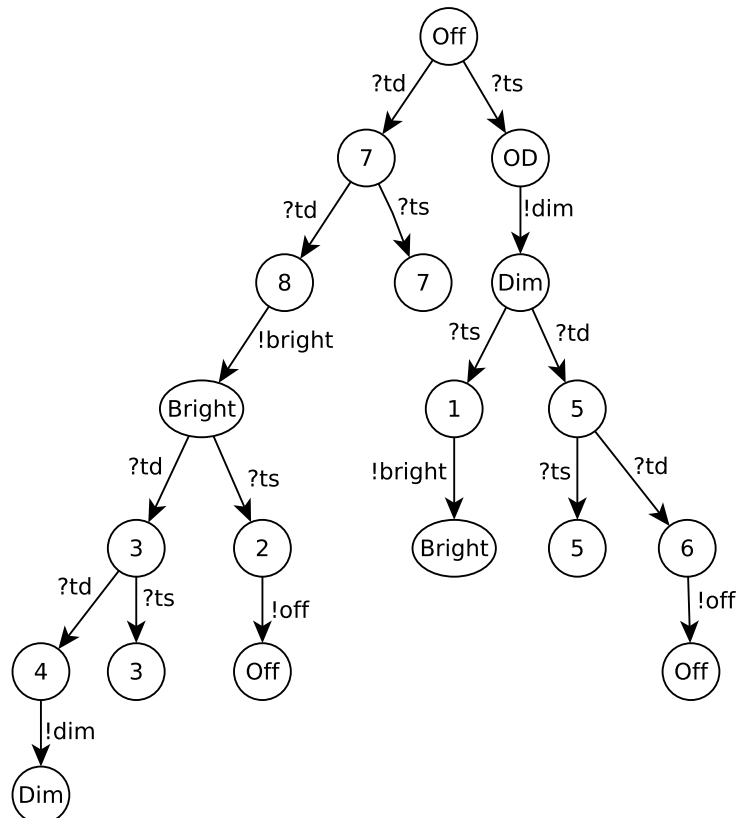 Off
?td
?ts
7
OD
?td
?ts
!dim
8
7
Dim
!bright
?ts
?td
Bright
1
5
?td
?ts
!bright
?ts
?td
3
2
Bright
5
6
?td
?ts
!off
!off
4
3
Off
Off
!dim
Dim